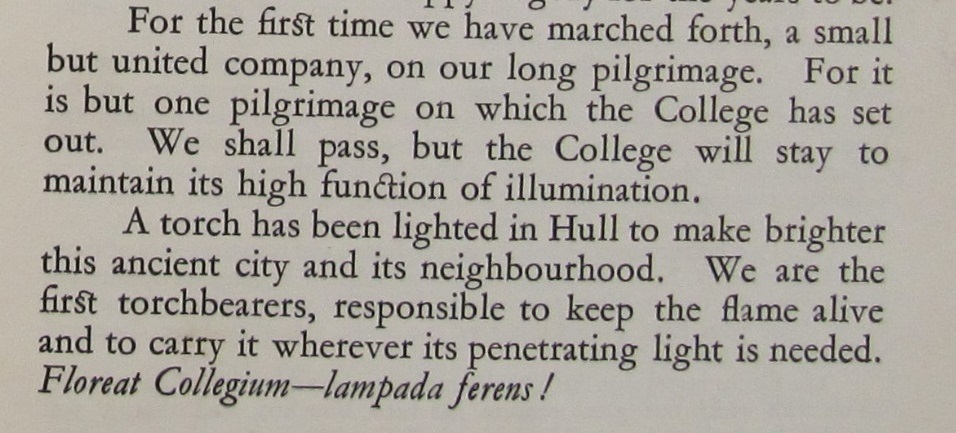 For the first time we have marched forth, a small
but united company, on our long pilgrimage. For it
is but one pilgrimage on which the College has set
out. We shall pass, but the College will stay to
maintain its high function of illumination.
A torch has been lighted in Hull to make brighter
this ancient city and its neighbourhood. We are the
first torchbearers, responsible to keep the flame alive
and to carry it wherever its penetrating light is needed.
Floreat Collegium—lampada ferens!